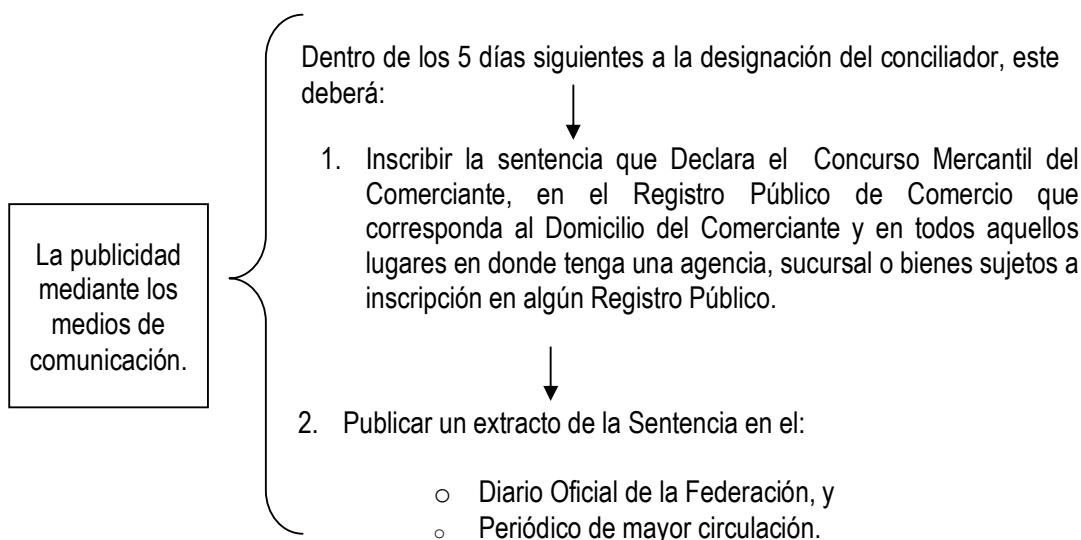 La publicidad
mediante los
medios de
comunicación.
Dentro de los 5 días siguientes a la designación del conciliador, este
deberá:
1. Inscribir la sentencia que Declara el Concurso Mercantil del
Comerciante, en el Registro Público de Comercio que
corresponda al Domicilio del Comerciante y en todos aquellos
lugares en donde tenga una agencia, sucursal o bienes sujetos a
inscripción en algún Registro Público.
2. Publicar un extracto de la Sentencia en el:
○ Diario Oficial de la Federación, y
○ Periódico de mayor circulación.